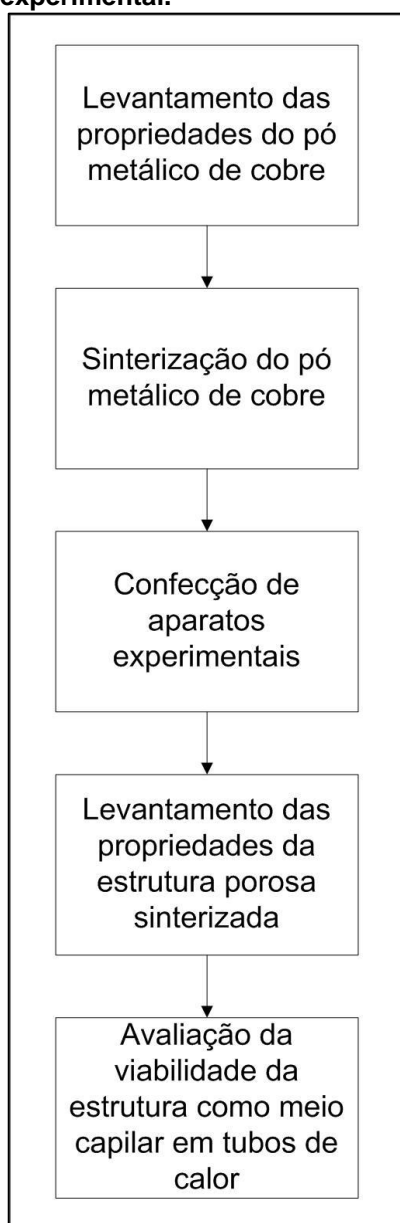 experimental.
Levantamento das
propriedades do pó
metálico de cobre
Sinterização do pó
metálico de cobre
Confecção de
aparatos
experimentais
Levantamento das
propriedades da
estrutura porosa
sinterizada
Avaliação da
viabilidade da
estrutura como meio
capilar em tubos de
calor